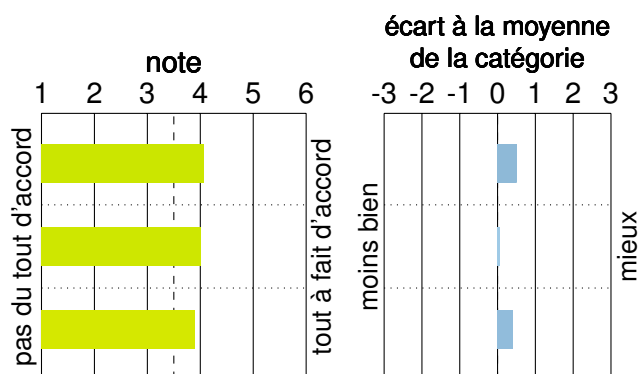 note
1 2 3 4 5 6
pas du tout d'accord
tout à fait d'accord
écart à la moyenne
de la catégorie
-3 -2 -1 0 1 2 3
moins bien
mieux